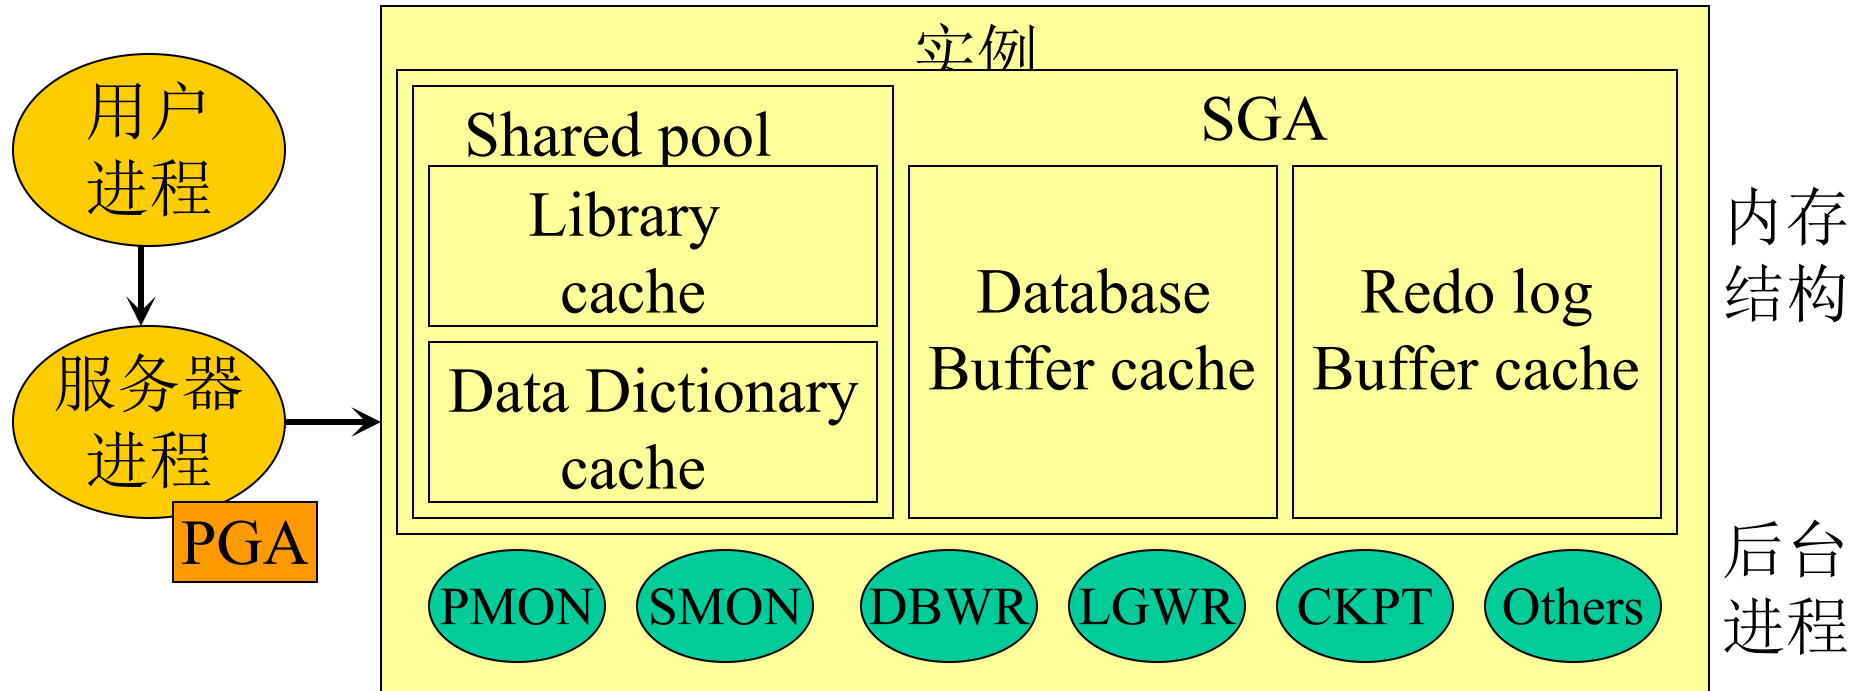 实例
用户
进程
服务器
进程
PGA
SGA
Shared pool
Library
cache
Data Dictionary
cache
Database
Buffer cache
Redo log
Buffer cache
PMON
SMON
DBWR
LGWR
CKPT
Others
内存
结构
后台
进程